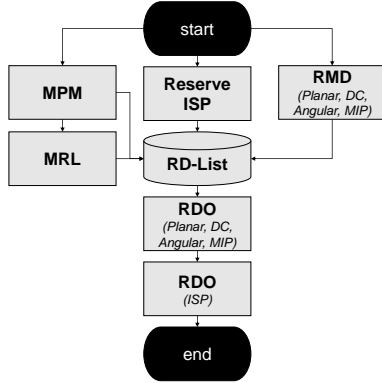 start
MPM
Reserve
ISP
RMD
(Planar, DC,
Angular, MIP)
MRL
RD-List
RDO
(Planar, DC,
Angular, MIP)
RDO
(ISP)
end